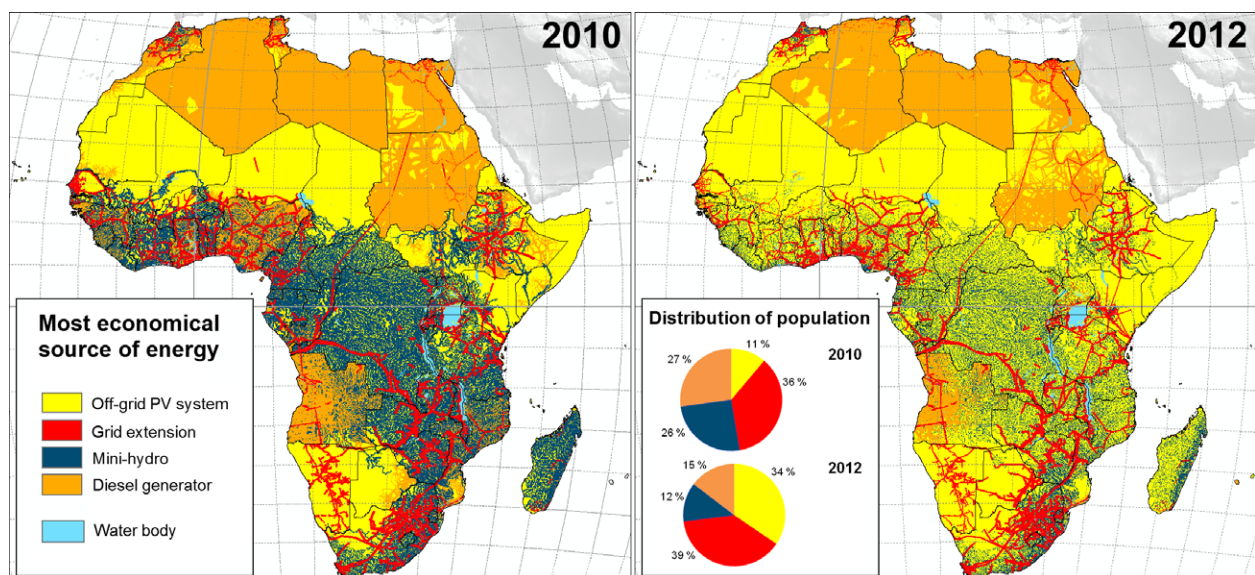 2010
Most economical
source of energy
Off-grid PV system
Grid extension
Mini-hydro
Diesel generator
Water body
2012
Distribution of population
2010
27 %
11 %
36 %
26 %
2012
15 %
34 %
12 %
39 %